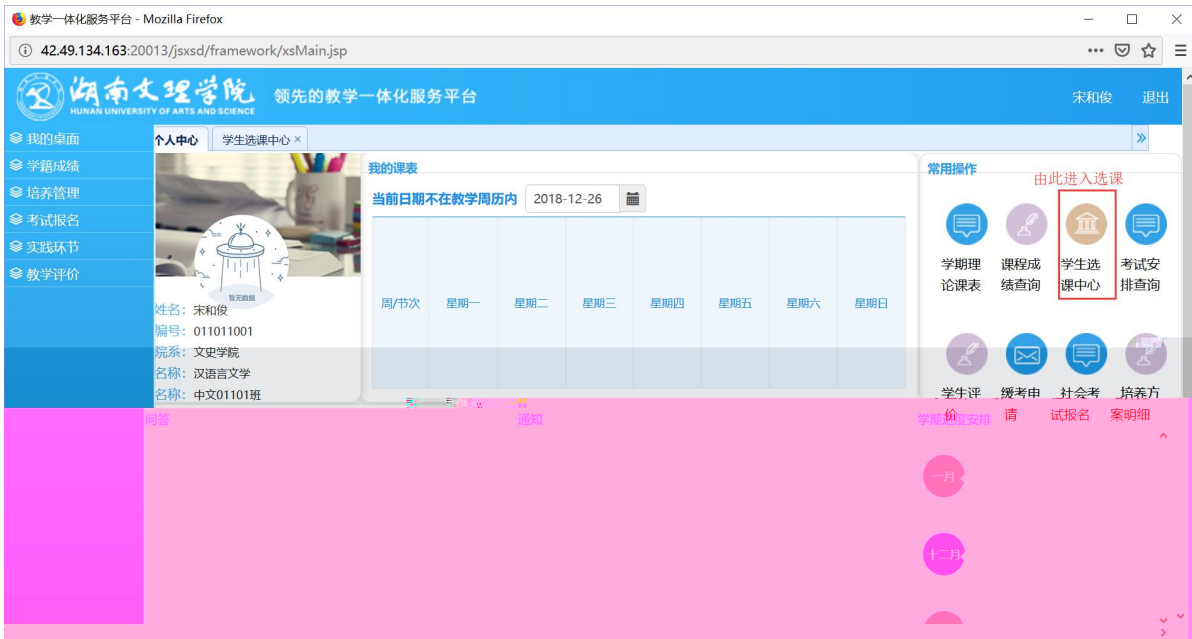 教学一体化服务平台 - Mozilla Firefox
42.49.134.163:20013/jsxsd/framework/xsMain.jsp
湖南文理学院
HUNAN UNIVERSITY OF ARTS AND SCIENCE
领先的教学一体化服务平台
宋和俊 退出
我的桌面
学籍成绩
培养管理
考试报名
实践环节
教学评价
个人中心 学生选课中心 ×
暂无数据
姓名: 宋和俊
编号: 011011001
院系: 文史学院
名称: 汉语言文学
名称: 中文01101班
我的课表
当前日期不在教学周历内 2018-12-26
周/节次 星期一 星期二 星期三 星期四 星期五 星期六 星期日
常用操作
由此进入选课
学期理论课表
课程成绩查询
学生选课中心
考试安排查询
学生评价
缓考申请
社会考试报名
培养方案明细
问答
通知
学期进度安排
一月
十二月